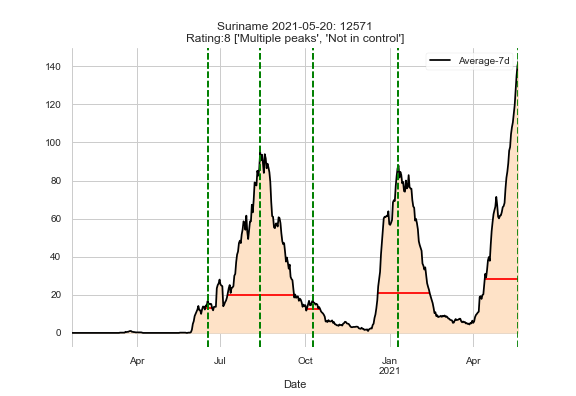 Suriname 2021-05-20: 12571
Rating:8 ['Multiple peaks', 'Not in control']
Average-7d
140
120
100
80
60
40
20
0
Apr
Jul
Oct
Jan
2021
Apr
Date